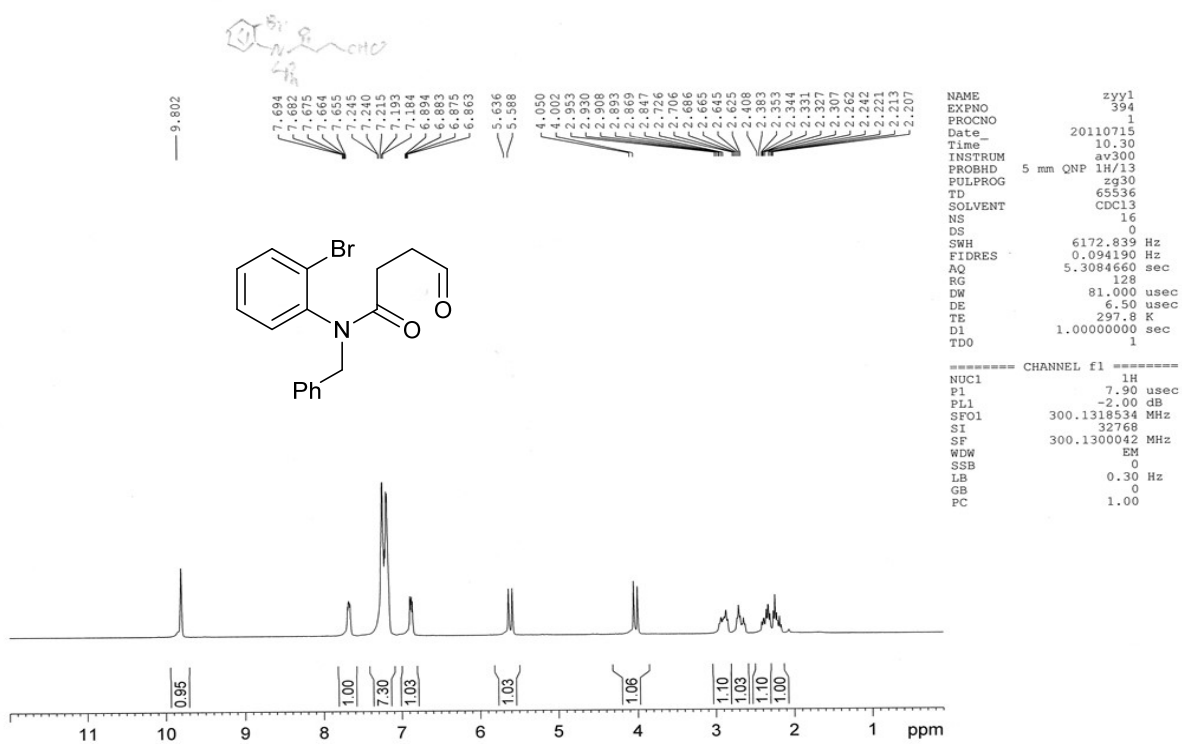 Br
O
N
CHO
Ph
9.802
7.694
7.682
7.675
7.664
7.655
7.245
7.240
7.215
7.193
7.184
6.894
6.883
6.875
6.863
5.636
5.588
4.050
4.002
2.953
2.930
2.908
2.893
2.869
2.847
2.726
2.706
2.686
2.665
2.645
2.625
2.408
2.383
2.353
2.344
2.331
2.327
2.307
2.262
2.242
2.221
2.213
2.207
NAME zyy1
EXPNO 394
PROCNO 1
Date_ 20110715
Time 10.30
INSTRUM av300
PROBHD 5 mm QNP 1H/13
PULPROG zg30
TD 65536
SOLVENT CDCl3
NS 16
DS 0
SWH 6172.839 Hz
FIDRES 0.094190 Hz
AQ 5.3084660 sec
RG 128
DW 81.000 usec
DE 6.50 usec
TE 297.8 K
D1 1.00000000 sec
TD0 1
======== CHANNEL f1 ========
NUC1 1H
P1 7.90 usec
PL1 -2.00 dB
SFO1 300.1318534 MHz
SI 32768
SF 300.1300042 MHz
WDW EM
SSB 0
LB 0.30 Hz
GB 0
PC 1.00
Br
O
N
O
Ph
0.95
1.00
7.30
1.03
1.03
1.06
1.10
1.03
1.10
1.00
11 10 9 8 7 6 5 4 3 2 1 ppm